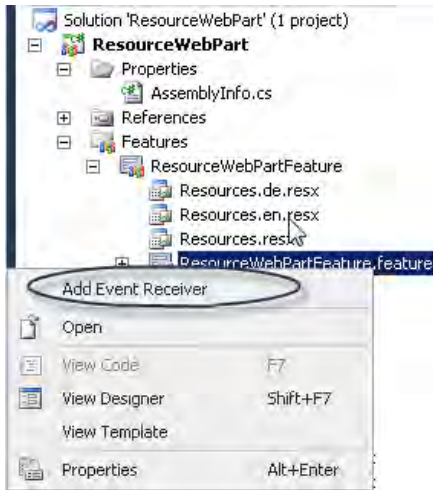 Solution 'ResourceWebPart' (1 project)
ResourceWebPart
Properties
AssemblyInfo.cs
References
Features
ResourceWebPartFeature
Resources.de.resx
Resources.en.resx
Resources.resx
ResourceWebPartFeature.feature
Add Event Receiver
Open
View Code F7
View Designer Shift+F7
View Template
Properties Alt+Enter